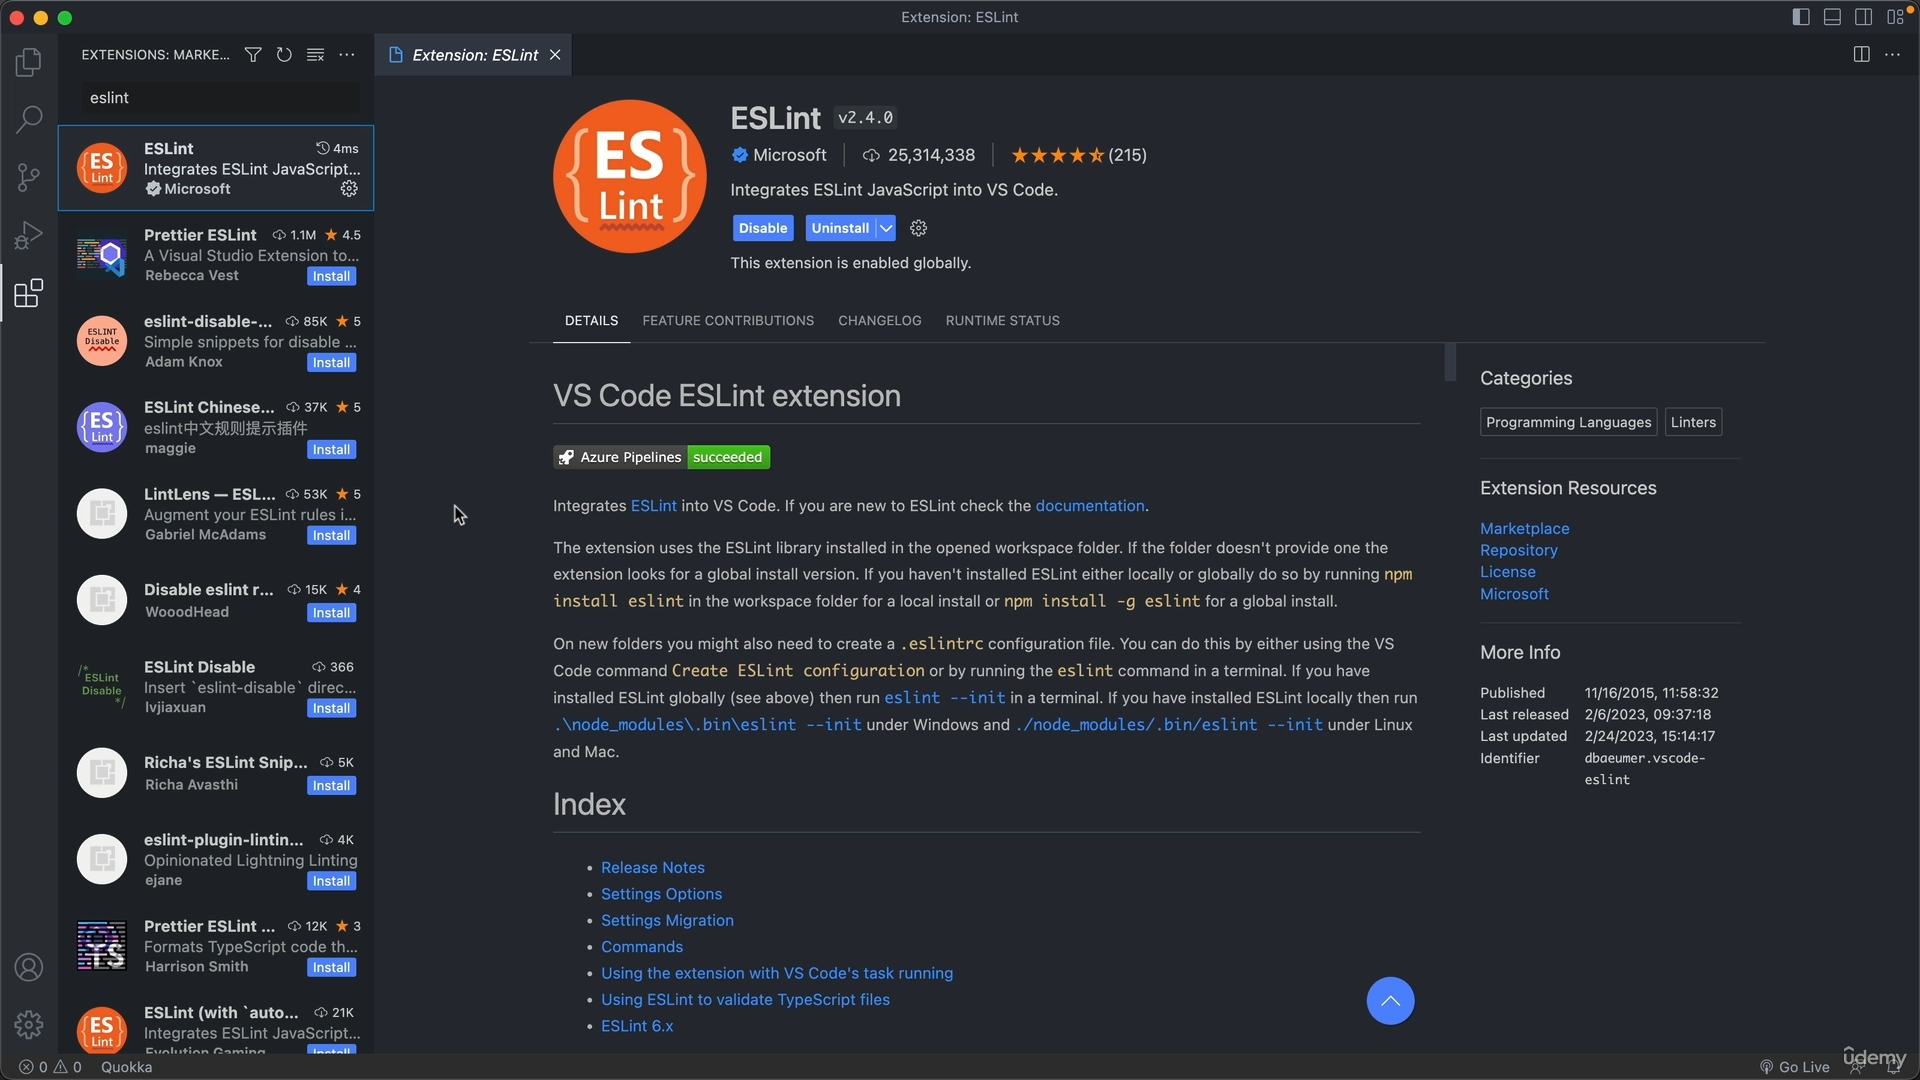 Extension: ESLint
EXTENSIONS: MARKE...
Extension: ESLint
eslint
ESLint
4ms
Integrates ESLint JavaScript...
Microsoft
Prettier ESLint 1.1M 4.5
A Visual Studio Extension to...
Rebecca Vest
Install
eslint-disable-... 85K 5
Simple snippets for disable ...
Adam Knox
Install
ESLint Chinese... 37K 5
eslint中文规则提示插件
maggie
Install
LintLens — ESL... 53K 5
Augment your ESLint rules i...
Gabriel McAdams
Install
Disable eslint r... 15K 4
WooodHead
Install
ESLint Disable 366
Insert `eslint-disable` direc...
lvjiaxuan
Install
Richa's ESLint Snip... 5K
Richa Avasthi
Install
eslint-plugin-lintin... 4K
Opinionated Lightning Linting
ejane
Install
Prettier ESLint ... 12K 3
Formats TypeScript code th...
Harrison Smith
Install
ESLint (with `auto... 21K
Integrates ESLint JavaScript...
Evolution Gaming
Install
{ES}
Lint
{ES}
Lint
ESLINT
Disable
{ES}
Lint
/*
ESLint
Disable
*/
TS
{ES}
Lint
ESLint v2.4.0
Microsoft 25,314,338 (215)
Integrates ESLint JavaScript into VS Code.
Disable Uninstall
This extension is enabled globally.
DETAILS FEATURE CONTRIBUTIONS CHANGELOG RUNTIME STATUS
VS Code ESLint extension
Azure Pipelines succeeded
Integrates ESLint into VS Code. If you are new to ESLint check the documentation.
The extension uses the ESLint library installed in the opened workspace folder. If the folder doesn't provide one the
extension looks for a global install version. If you haven't installed ESLint either locally or globally do so by running npm
install eslint in the workspace folder for a local install or npm install -g eslint for a global install.
On new folders you might also need to create a .eslintrc configuration file. You can do this by either using the VS
Code command Create ESLint configuration or by running the eslint command in a terminal. If you have
installed ESLint globally (see above) then run eslint --init in a terminal. If you have installed ESLint locally then run
.\node_modules\.bin\eslint --init under Windows and ./node_modules/.bin/eslint --init under Linux
and Mac.
Index
• Release Notes
• Settings Options
• Settings Migration
• Commands
• Using the extension with VS Code's task running
• Using ESLint to validate TypeScript files
• ESLint 6.x
Categories
Programming Languages Linters
Extension Resources
Marketplace
Repository
License
Microsoft
More Info
Published 11/16/2015, 11:58:32
Last released 2/6/2023, 09:37:18
Last updated 2/24/2023, 15:14:17
Identifier dbaeumer.vscode-
eslint
0 0 Quokka
Go Live
udemy